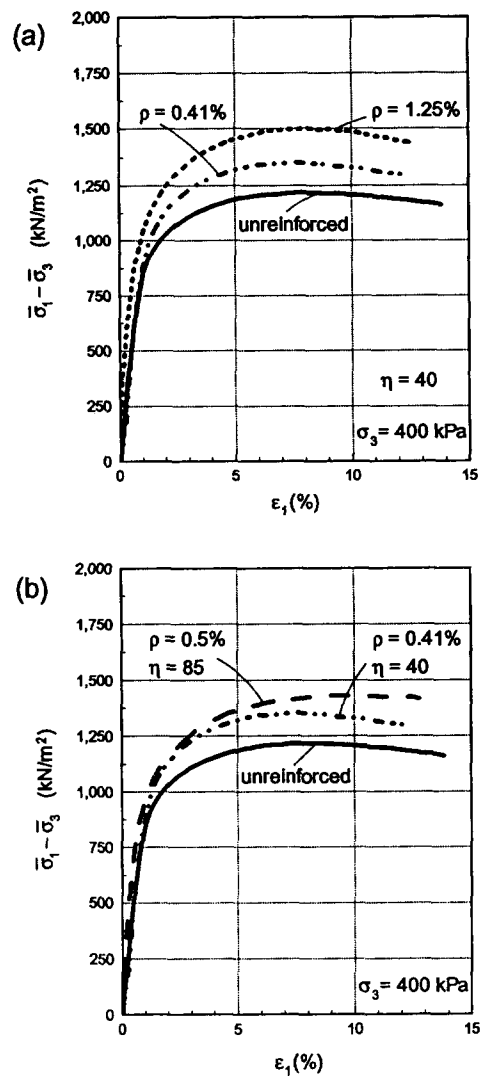 (a)
2,000
1,750
1,500
1,250
1,000
750
500
250
0
σ̄₁ – σ̄₃ (kN/m²)
ρ = 0.41%
ρ = 1.25%
unreinforced
η = 40
σ₃= 400 kPa
0 5 10 15
ε₁(%)
(b)
2,000
1,750
1,500
1,250
1,000
750
500
250
0
σ̄₁ – σ̄₃ (kN/m²)
ρ = 0.5% ρ = 0.41%
η = 85 η = 40
unreinforced
σ₃= 400 kPa
0 5 10 15
ε₁(%)